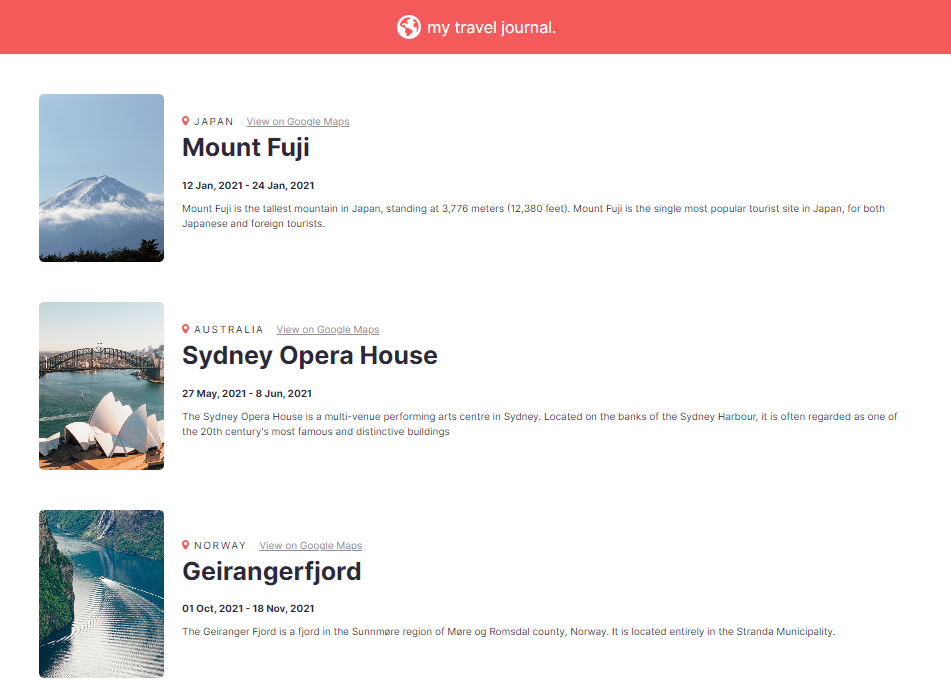 my travel journal.
JAPAN View on Google Maps
Mount Fuji
12 Jan, 2021 - 24 Jan, 2021
Mount Fuji is the tallest mountain in Japan, standing at 3,776 meters (12,380 feet). Mount Fuji is the single most popular tourist site in Japan, for both
Japanese and foreign tourists.
AUSTRALIA View on Google Maps
Sydney Opera House
27 May, 2021 - 8 Jun, 2021
The Sydney Opera House is a multi-venue performing arts centre in Sydney. Located on the banks of the Sydney Harbour, it is often regarded as one of
the 20th century's most famous and distinctive buildings
NORWAY View on Google Maps
Geirangerfjord
01 Oct, 2021 - 18 Nov, 2021
The Geiranger Fjord is a fjord in the Sunnmøre region of Møre og Romsdal county, Norway. It is located entirely in the Stranda Municipality.